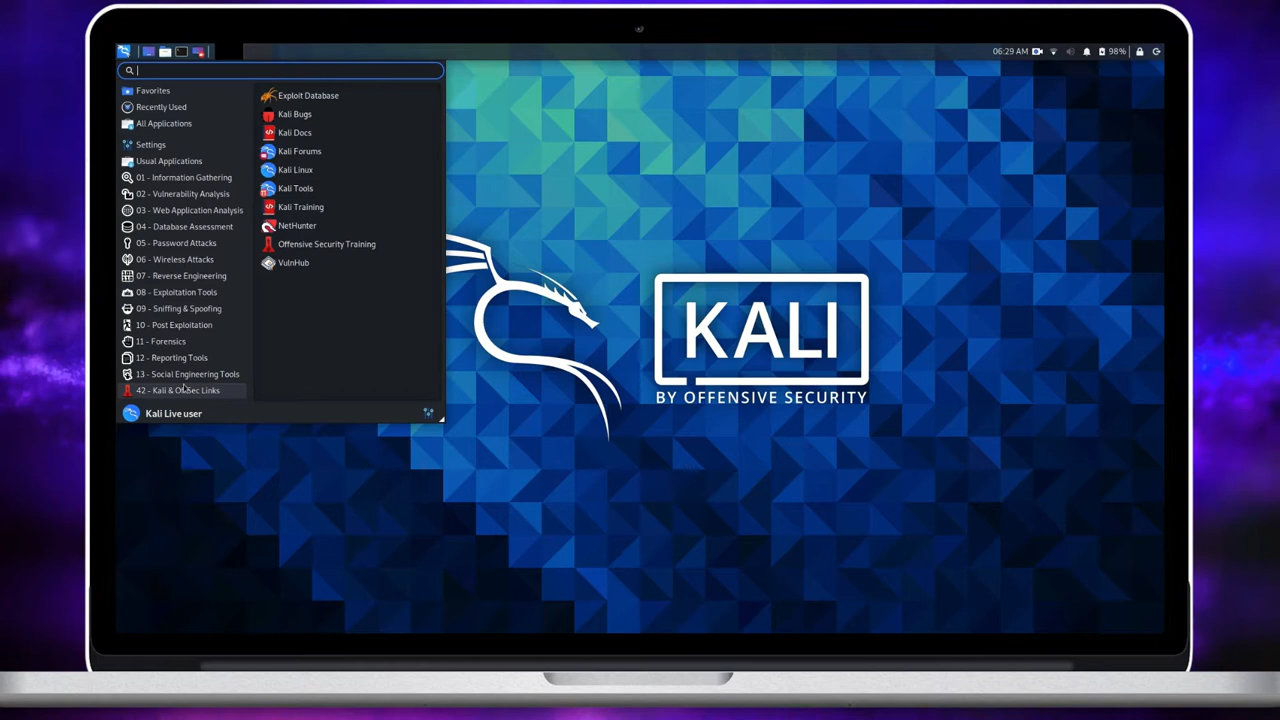 06:29 AM
98%
Favorites
Recently Used
All Applications
Settings
Usual Applications
01 - Information Gathering
02 - Vulnerability Analysis
03 - Web Application Analysis
04 - Database Assessment
05 - Password Attacks
06 - Wireless Attacks
07 - Reverse Engineering
08 - Exploitation Tools
09 - Sniffing & Spoofing
10 - Post Exploitation
11 - Forensics
12 - Reporting Tools
13 - Social Engineering Tools
42 - Kali & OffSec Links
Exploit Database
Kali Bugs
Kali Docs
Kali Forums
Kali Linux
Kali Tools
Kali Training
NetHunter
Offensive Security Training
VulnHub
Kali Live user
KALI
BY OFFENSIVE SECURITY